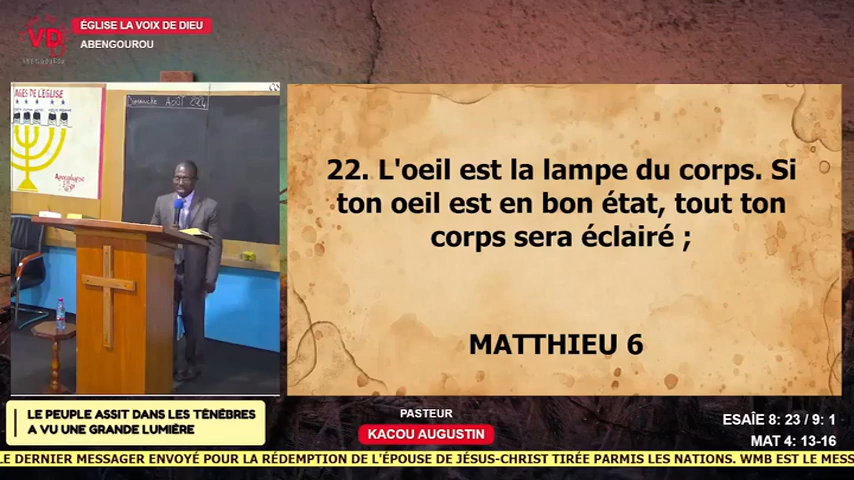 VD
ÉGLISE LA VOIX DE DIEU
ABENGOUROU
AGES DE L'EGLISE
Dimanche AOÛT 2024
Apocalypse
22. L'oeil est la lampe du corps. Si
ton oeil est en bon état, tout ton
corps sera éclairé ;
MATTHIEU 6
LE PEUPLE ASSIT DANS LES TÉNÈBRES
A VU UNE GRANDE LUMIÈRE
PASTEUR
KACOU AUGUSTIN
ESAÎE 8: 23 / 9: 1
MAT 4: 13-16
LE DERNIER MESSAGER ENVOYÉ POUR LA RÉDEMPTION DE L'ÉPOUSE DE JÉSUS-CHRIST TIRÉE PARMIS LES NATIONS. WMB EST LE MESS